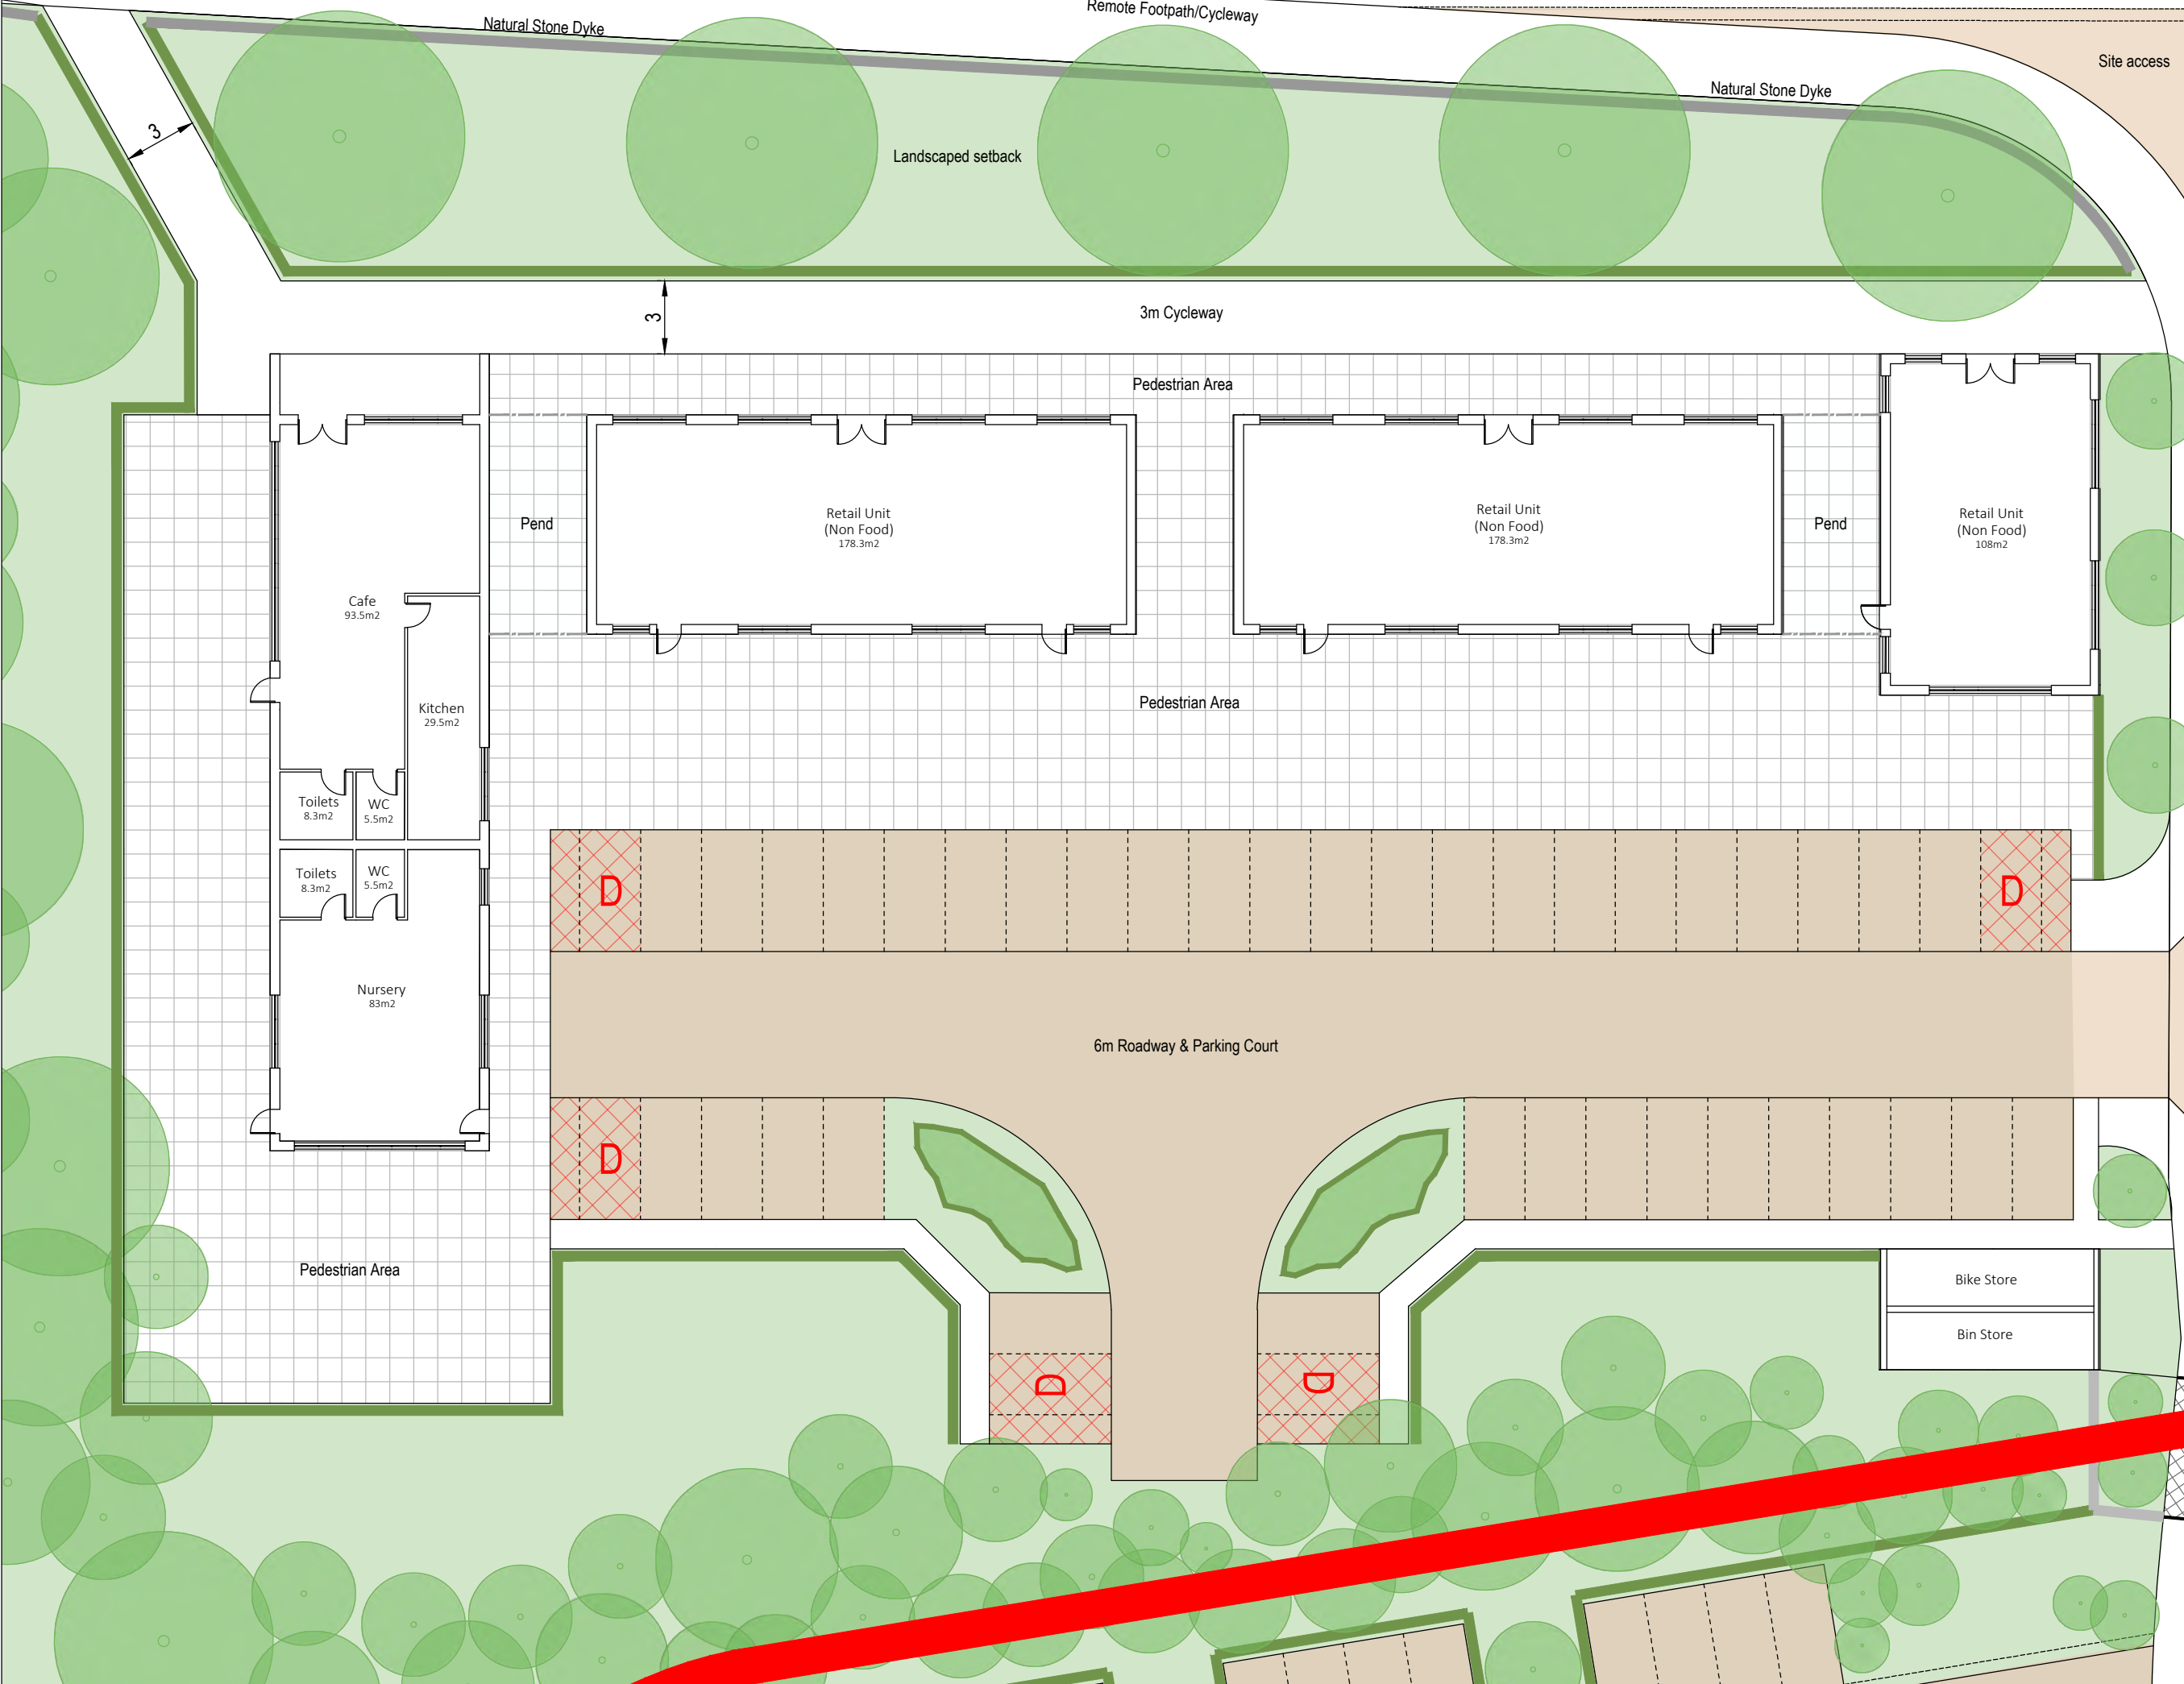 Remote Footpath/Cycleway
Natural Stone Dyke
Site access
Natural Stone Dyke
3
Landscaped setback
3
3m Cycleway
Pedestrian Area
Retail Unit
(Non Food)
178.3m2
Retail Unit
(Non Food)
178.3m2
Retail Unit
(Non Food)
108m2
Pend
Pend
Cafe
93.5m2
Kitchen
29.5m2
Pedestrian Area
Toilets
8.3m2
WC
5.5m2
Toilets
8.3m2
WC
5.5m2
D
D
Nursery
83m2
6m Roadway & Parking Court
D
Pedestrian Area
Bike Store
Bin Store
D
D